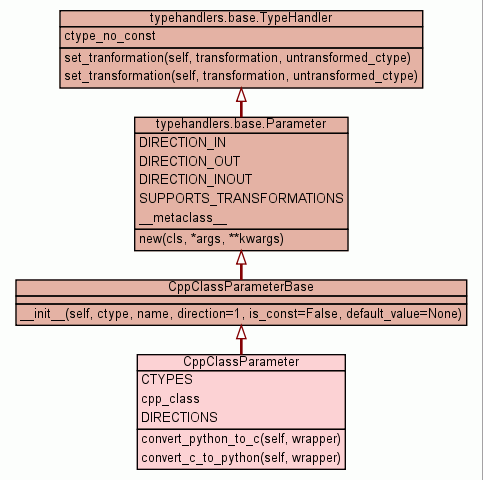 typehandlers.base.TypeHandler
ctype_no_const
set_tranformation(self, transformation, untransformed_ctype)
set_tranformation(self, transformation, untransformed_ctype)
typehandlers.base.Parameter
DIRECTION_IN
DIRECTION_OUT
DIRECTION_INOUT
SUPPORTS_TRANSFORMATIONS
__metaclass__
new(cls, *args, **kwargs)
CppClassParameterBase
__init__(self, ctype, name, direction=1, is_const=False, default_value=None)
CppClassParameter
CTYPES
cpp_class
DIRECTIONS
convert_python_to_c(self, wrapper)
convert_c_to_python(self, wrapper)